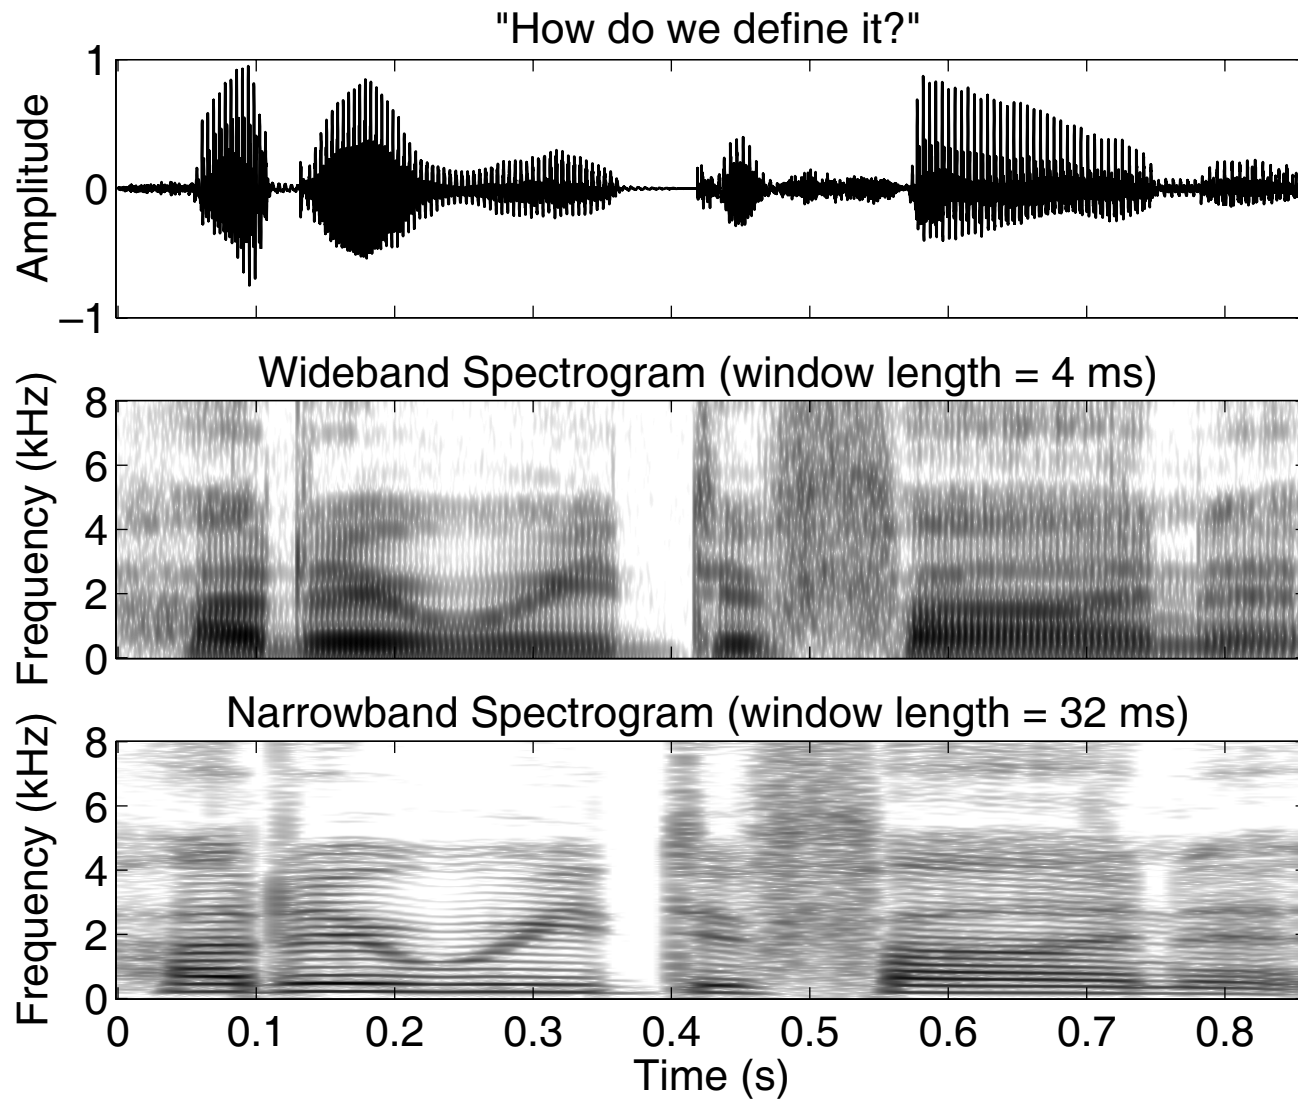 "How do we define it?"
Amplitude
1
0
−1
Wideband Spectrogram (window length = 4 ms)
Frequency (kHz)
8
6
4
2
0
Narrowband Spectrogram (window length = 32 ms)
Frequency (kHz)
8
6
4
2
0
0 0.1 0.2 0.3 0.4 0.5 0.6 0.7 0.8
Time (s)